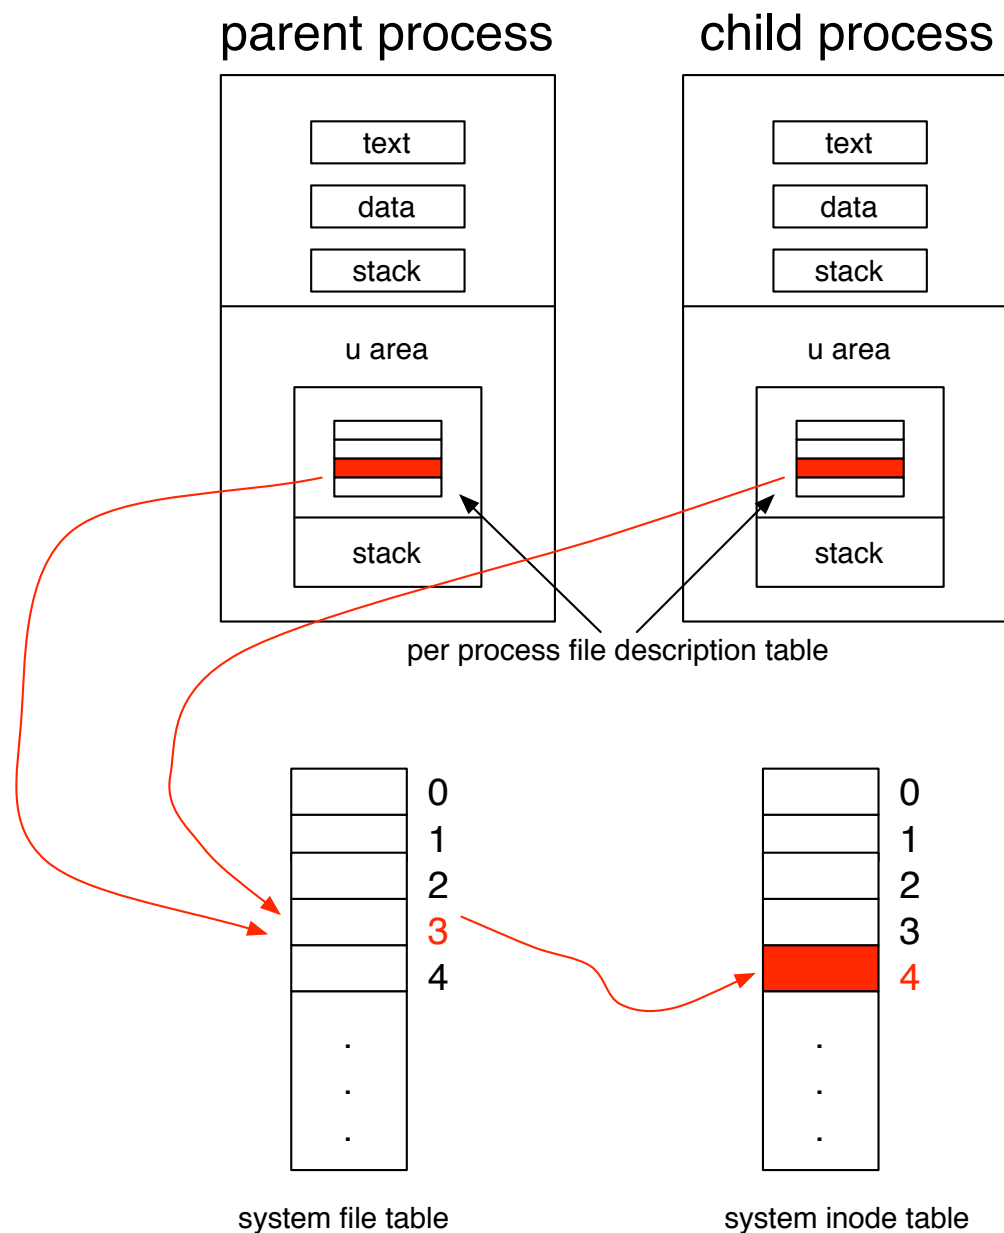 parent process
child process
text
data
stack
u area
stack
text
data
stack
u area
stack
per process file description table
0
1
2
3
4
.
.
.
system file table
0
1
2
3
4
.
.
.
system inode table